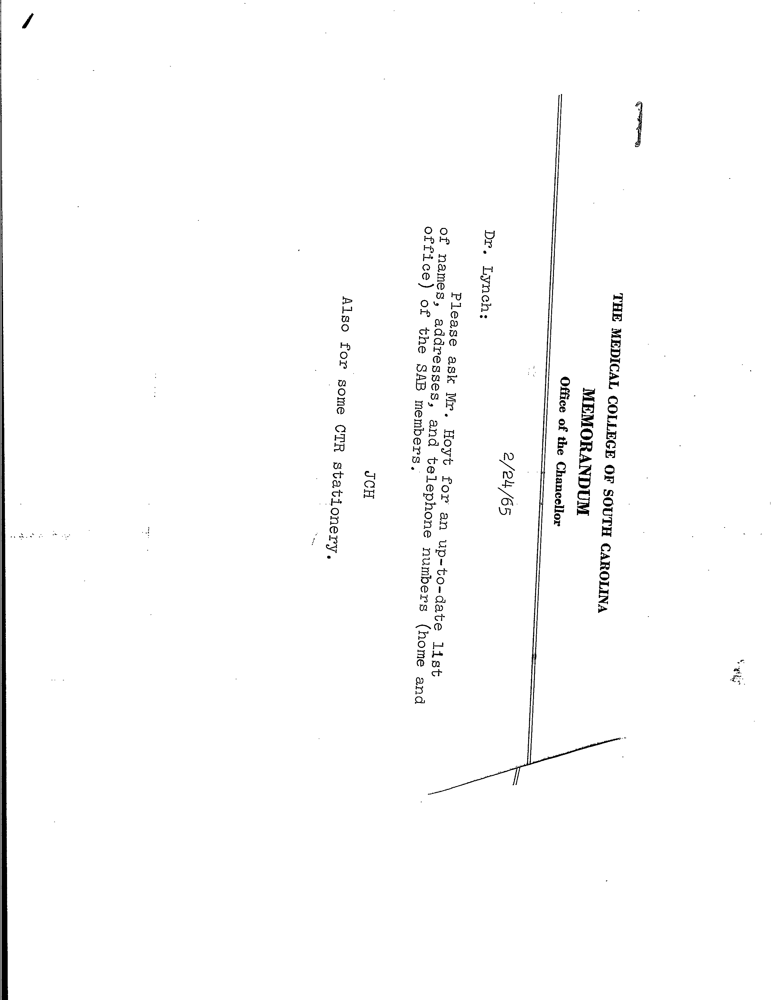 THE MEDICAL COLLEGE OF SOUTH CAROLINA
MEMORANDUM
Office of the Chancellor
2/24/65
Dr. Lynch:
Please ask Mr. Hoyt for an up-to-date list
of names, addresses, and telephone numbers (home and
office) of the SAB members.
JCH
Also for some CTR stationery.